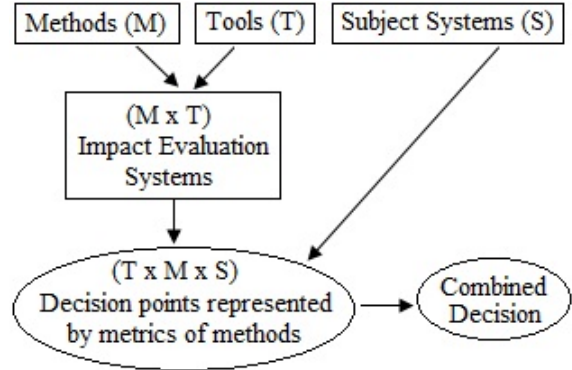 Methods (M)
Tools (T)
Subject Systems (S)
(M x T)
Impact Evaluation
Systems
(T x M x S)
Decision points represented
by metrics of methods
Combined
Decision